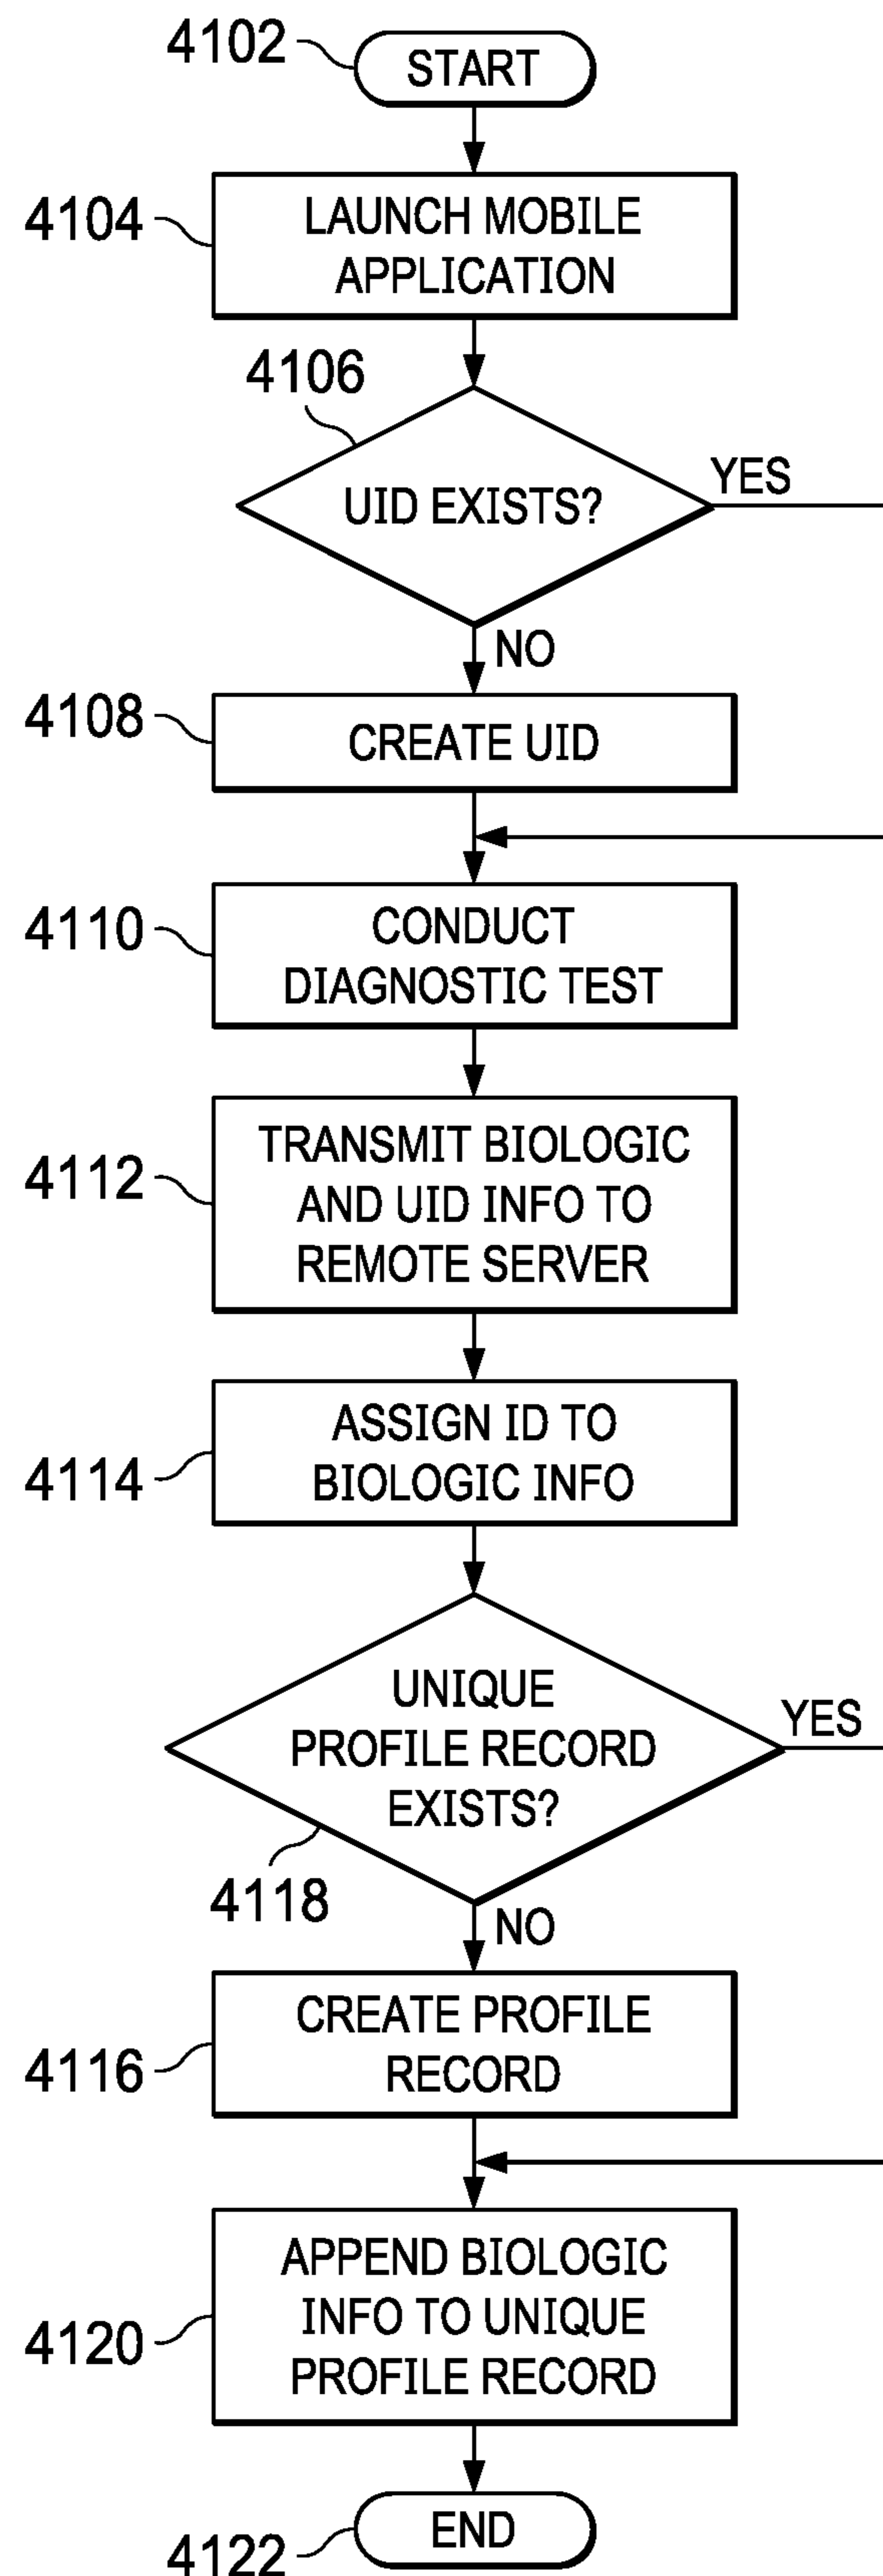 4102
START
4104
LAUNCH MOBILE
APPLICATION
4106
UID EXISTS?
YES
NO
4108
CREATE UID
4110
CONDUCT
DIAGNOSTIC TEST
4112
TRANSMIT BIOLOGIC
AND UID INFO TO
REMOTE SERVER
4114
ASSIGN ID TO
BIOLOGIC INFO
UNIQUE
PROFILE RECORD
EXISTS?
YES
4118
NO
4116
CREATE PROFILE
RECORD
4120
APPEND BIOLOGIC
INFO TO UNIQUE
PROFILE RECORD
4122
END